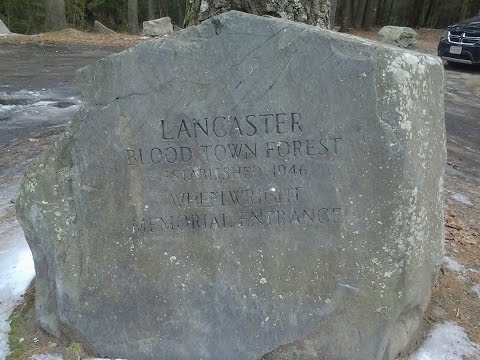 LANCASTER
BLOOD TOWN FOREST
ESTABLISHED 1946
WHEELWRIGHT
MEMORIAL ENTRANCE